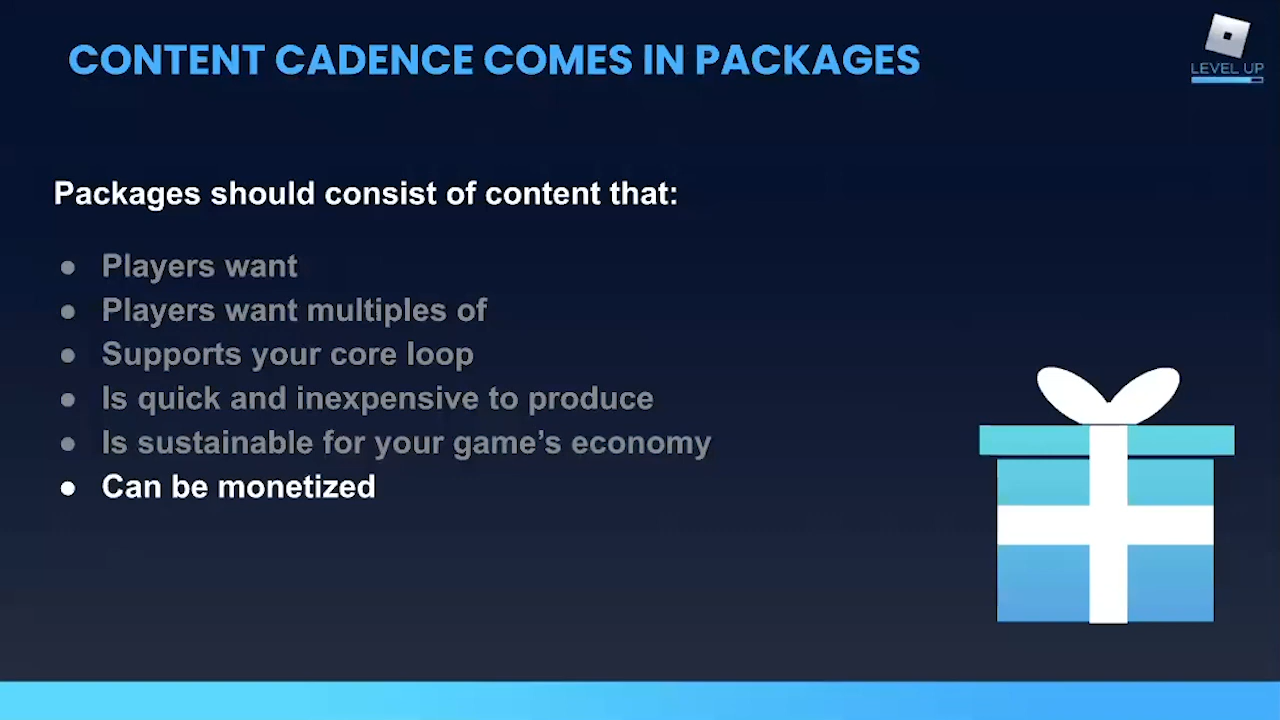 CONTENT CADENCE COMES IN PACKAGES
LEVEL UP
Packages should consist of content that:
● Players want
● Players want multiples of
● Supports your core loop
● Is quick and inexpensive to produce
● Is sustainable for your game’s economy
● Can be monetized